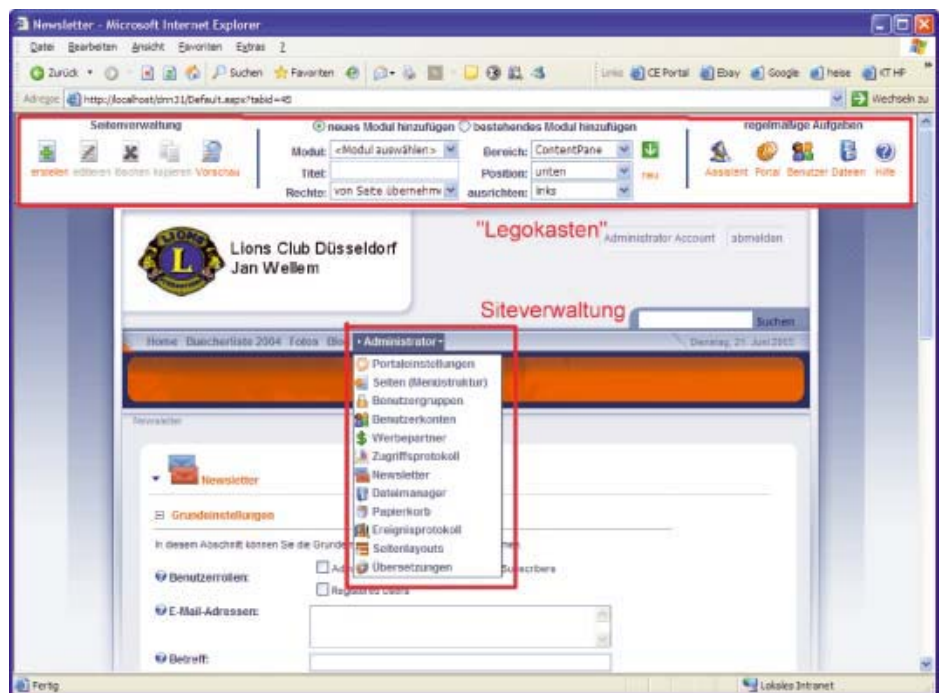 Newsletter - Microsoft Internet Explorer
Datei Bearbeiten Ansicht Favoriten Extras ?
Zurück Suchen Favoriten Links CE Portal Ebay Google heise KT HP
Adresse http://localhost/dnn31/Default.aspx?tabid=45 Wechseln zu
Seitenverwaltung neues Modul hinzufügen bestehendes Modul hinzufügen regelmäßige Aufgaben
Modul: <Modul auswählen> Bereich: ContentPane
Titel: Position: unten
erstellen editieren löschen kopieren Vorschau neu Assistent Portal Benutzer Dateien Hilfe
Rechte: von Seite übernehme ausrichten: links
"Legokasten"
Administrator Account abmelden
LIONS
L
Lions Club Düsseldorf
Jan Wellem
Siteverwaltung
Suchen
Home Buecherliste 2004 Fotos Administrator Dienstag, 21. Juni 2005
Portaleinstellungen
Seiten (Menüstruktur)
Benutzergruppen
Benutzerkonten
Newsletter
Werbepartner
Zugriffsprotokoll
Newsletter
Newsletter
Dateimanager
Papierkorb
Grundeinstellungen
Ereignisprotokoll
In diesem Abschnitt können Sie die
Seitenlayouts
Übersetzungen
Subscribers
Benutzerrollen:
Registered Users
E-Mail-Adressen:
Betreff:
Fertig Lokales Intranet